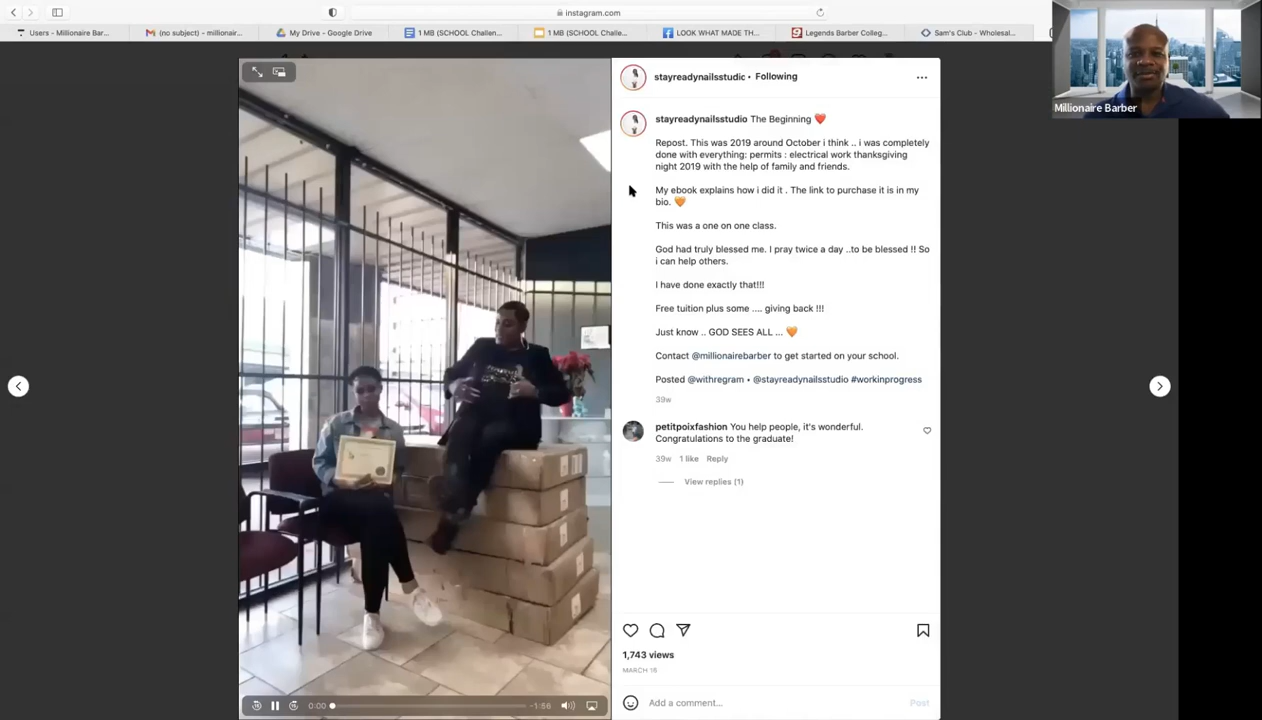 instagram.com
Users - Millionaire Bar...
(no subject) - millionair...
My Drive - Google Drive
1 MB (SCHOOL Challen...
1 MB (SCHOOL Challe...
LOOK WHAT MADE TH...
Legends Barber Colleg...
Sam's Club - Wholesal...
Millionaire Barber
stayreadynailsstudic • Following
stayreadynailsstudio The Beginning ❤️
Repost. This was 2019 around October i think .. i was completely
done with everything: permits : electrical work thanksgiving
night 2019 with the help of family and friends.
My ebook explains how i did it . The link to purchase it is in my
bio. 🧡
This was a one on one class.
God had truly blessed me. I pray twice a day ..to be blessed !! So
i can help others.
I have done exactly that!!!
Free tuition plus some .... giving back !!!
Just know .. GOD SEES ALL ... 🧡
Contact @millionairebarber to get started on your school.
Posted @withregram • @stayreadynailsstudio #workinprogress
39w
petitpoixfashion You help people, it's wonderful.
Congratulations to the graduate!
39w 1 like Reply
View replies (1)
1,743 views
MARCH 16
Add a comment...
Post
0:00
-1:56